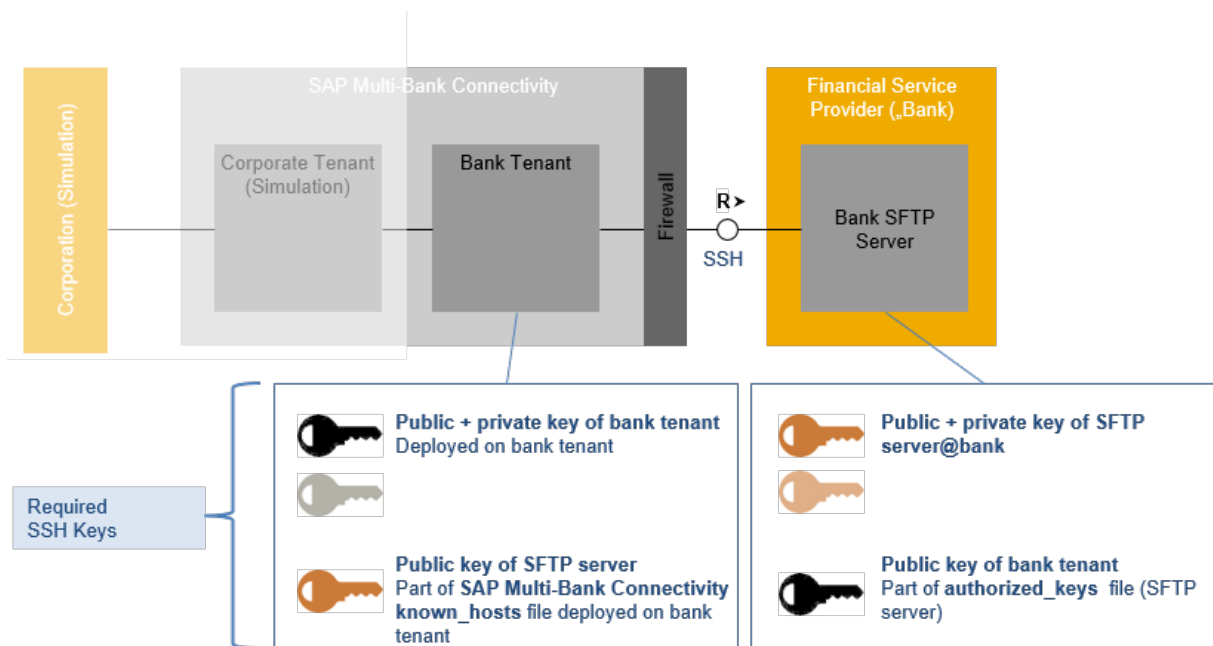 Corporation (Simulation)
SAP Multi-Bank Connectivity
Corporate Tenant
(Simulation)
Bank Tenant
Firewall
R
SSH
Financial Service
Provider („Bank)
Bank SFTP
Server
Required
SSH Keys
Public + private key of bank tenant
Deployed on bank tenant
Public key of SFTP server
Part of SAP Multi-Bank Connectivity
known_hosts file deployed on bank
tenant
Public + private key of SFTP
server@bank
Public key of bank tenant
Part of authorized_keys file (SFTP
server)